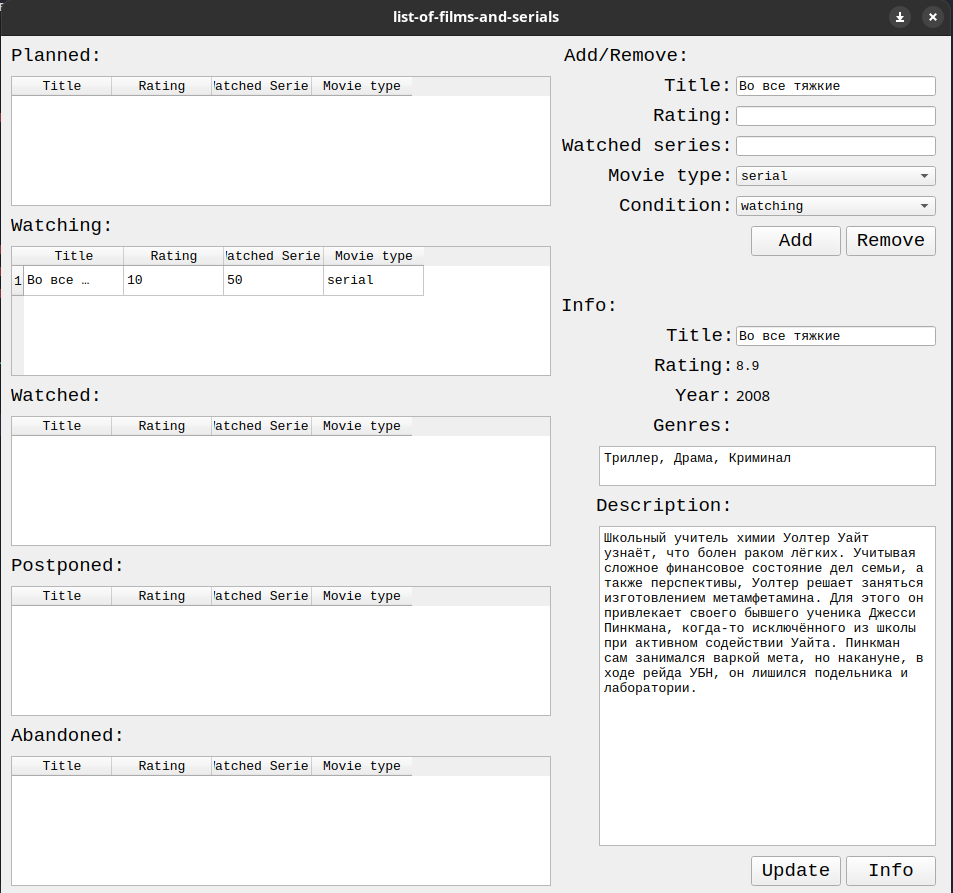 list-of-films-and-serials
Planned:
Title Rating Watched Serie Movie type
Watching:
Title Rating Watched Serie Movie type
1 Во все … 10 50 serial
Watched:
Title Rating Watched Serie Movie type
Postponed:
Title Rating Watched Serie Movie type
Abandoned:
Title Rating Watched Serie Movie type
Add/Remove:
Title: Во все тяжкие
Rating:
Watched series:
Movie type: serial
Condition: watching
Add Remove
Info:
Title: Во все тяжкие
Rating: 8.9
Year: 2008
Genres:
Триллер, Драма, Криминал
Description:
Школьный учитель химии Уолтер Уайт
узнаёт, что болен раком лёгких. Учитывая
сложное финансовое состояние дел семьи, а
также перспективы, Уолтер решает заняться
изготовлением метамфетамина. Для этого он
привлекает своего бывшего ученика Джесси
Пинкмана, когда-то исключённого из школы
при активном содействии Уайта. Пинкман
сам занимался варкой мета, но накануне, в
ходе рейда УБН, он лишился подельника и
лаборатории.
Update Info